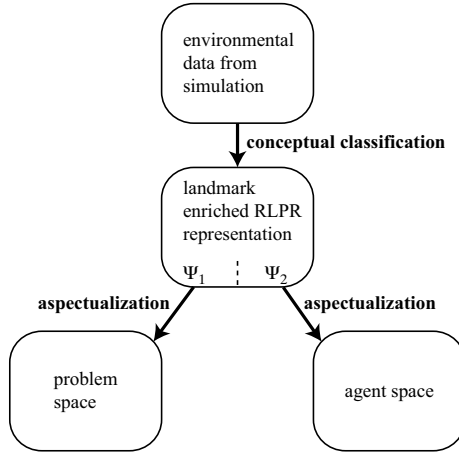 environmental
data from
simulation
conceptual classification
landmark
enriched RLPR
representation
Ψ1 Ψ2
aspectualization aspectualization
problem
space
agent space